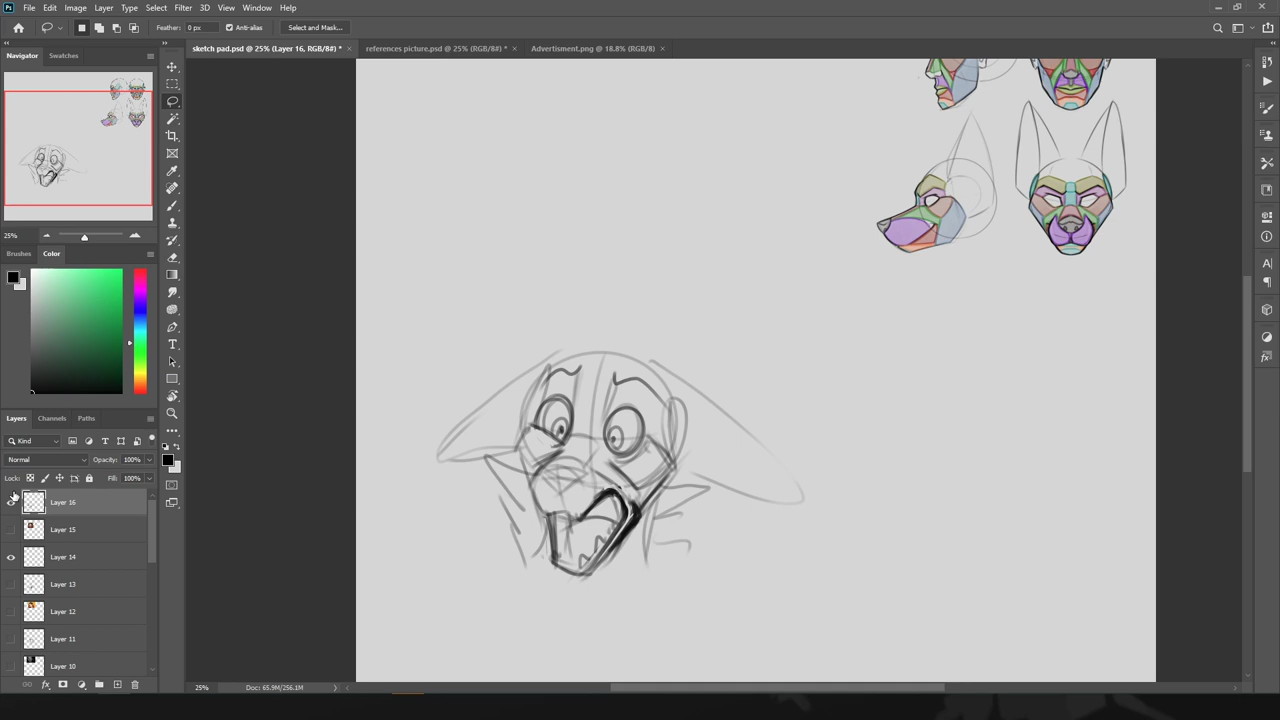 Ps File Edit Image Layer Type Select Filter 3D View Window Help
Feather: 0 px Anti-alias Select and Mask...
Navigator Swatches
sketch pad.psd @ 25% (Layer 16, RGB/8#) * × references picture.psd @ 25% (RGB/8#) * × Advertisment.png @ 18.8% (RGB/8) ×
25%
Brushes Color
Layers Channels Paths
Kind
Normal Opacity: 100%
Lock: Fill: 100%
Layer 16
Layer 15
Layer 14
Layer 13
Layer 12
Layer 11
Layer 10
fx
25% Doc: 65.9M/256.1M